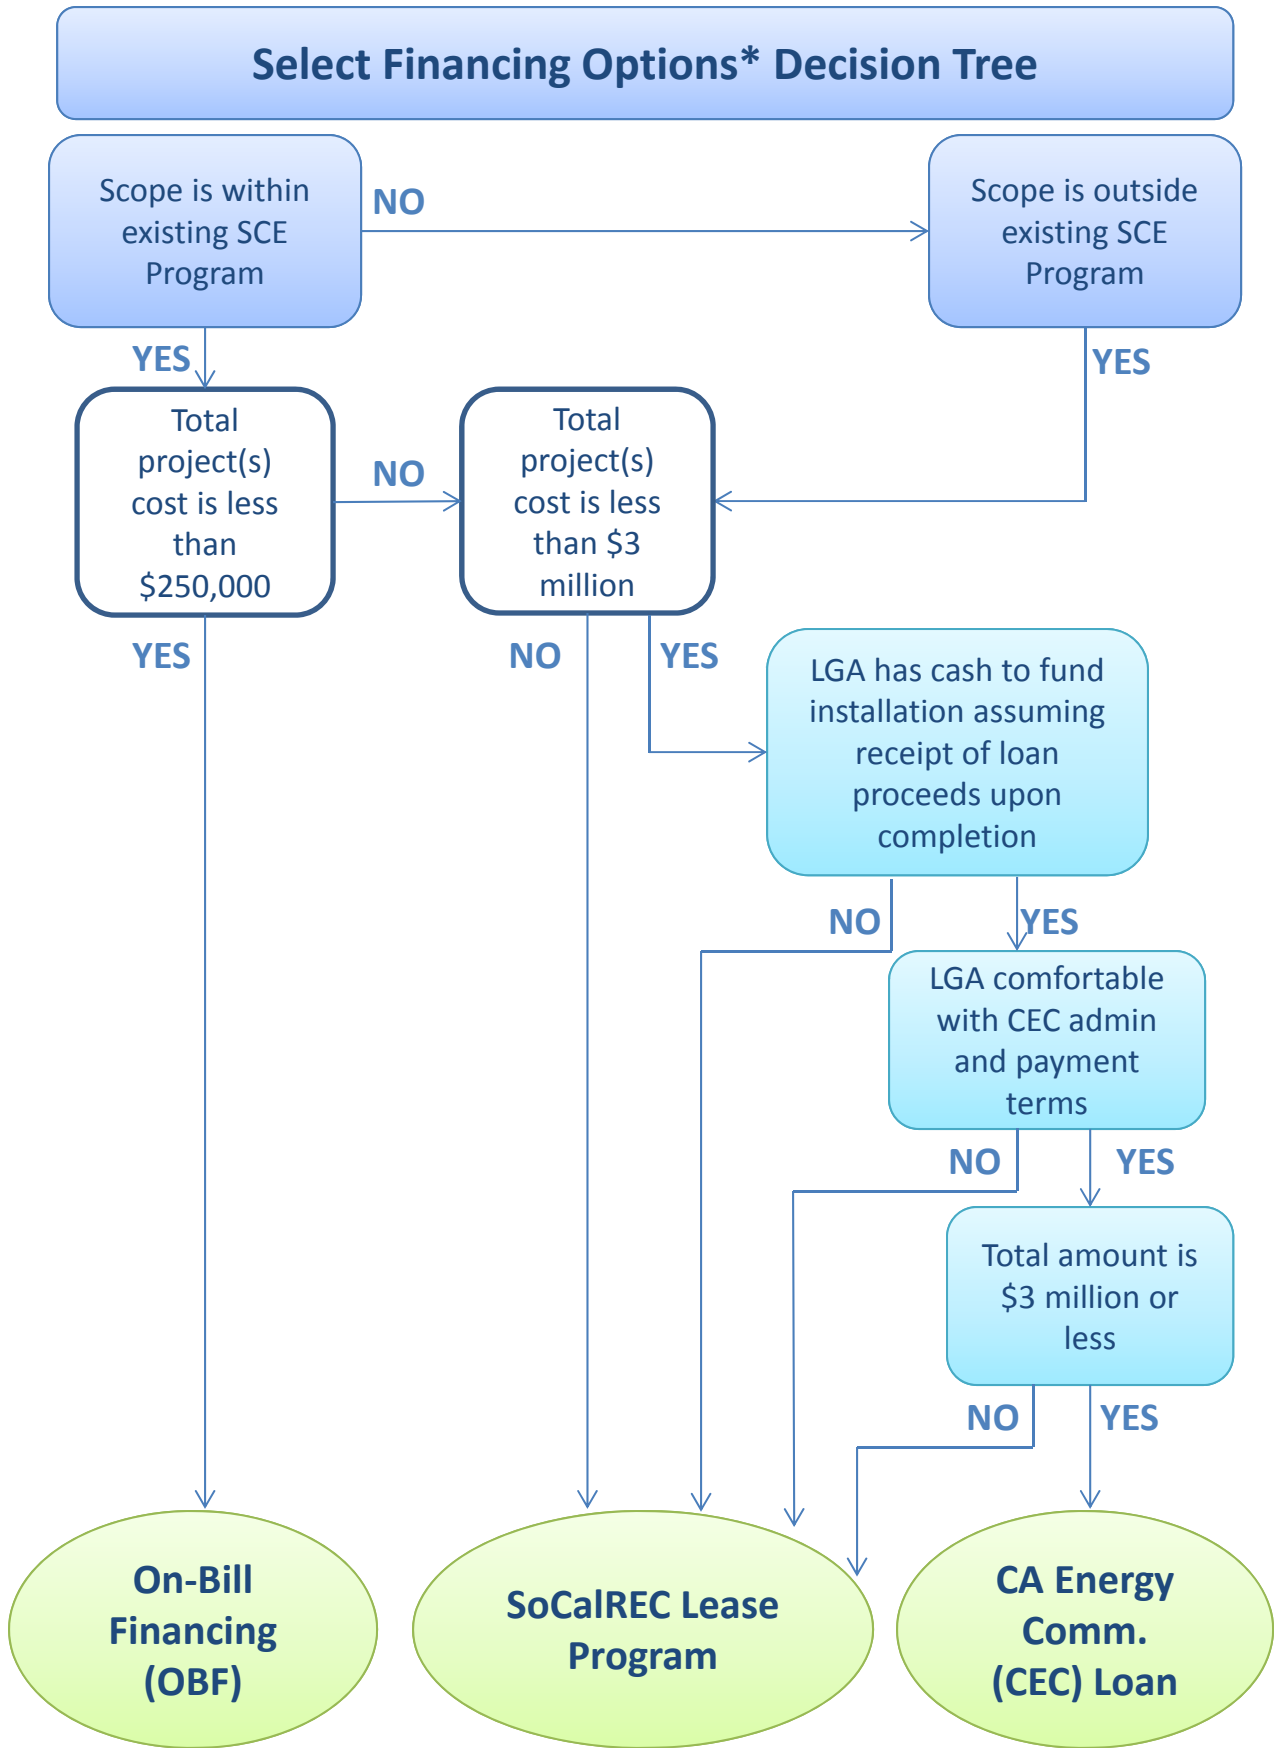 Select Financing Options* Decision Tree
Scope is within
existing SCE
Program
NO
Scope is outside
existing SCE
Program
YES
YES
Total
project(s)
cost is less
than
$250,000
NO
Total
project(s)
cost is less
than $3
million
YES
NO
YES
LGA has cash to fund
installation assuming
receipt of loan
proceeds upon
completion
NO
YES
LGA comfortable
with CEC admin
and payment
terms
NO
YES
Total amount is
$3 million or
less
NO
YES
On-Bill
Financing
(OBF)
SoCalREC Lease
Program
CA Energy
Comm.
(CEC) Loan